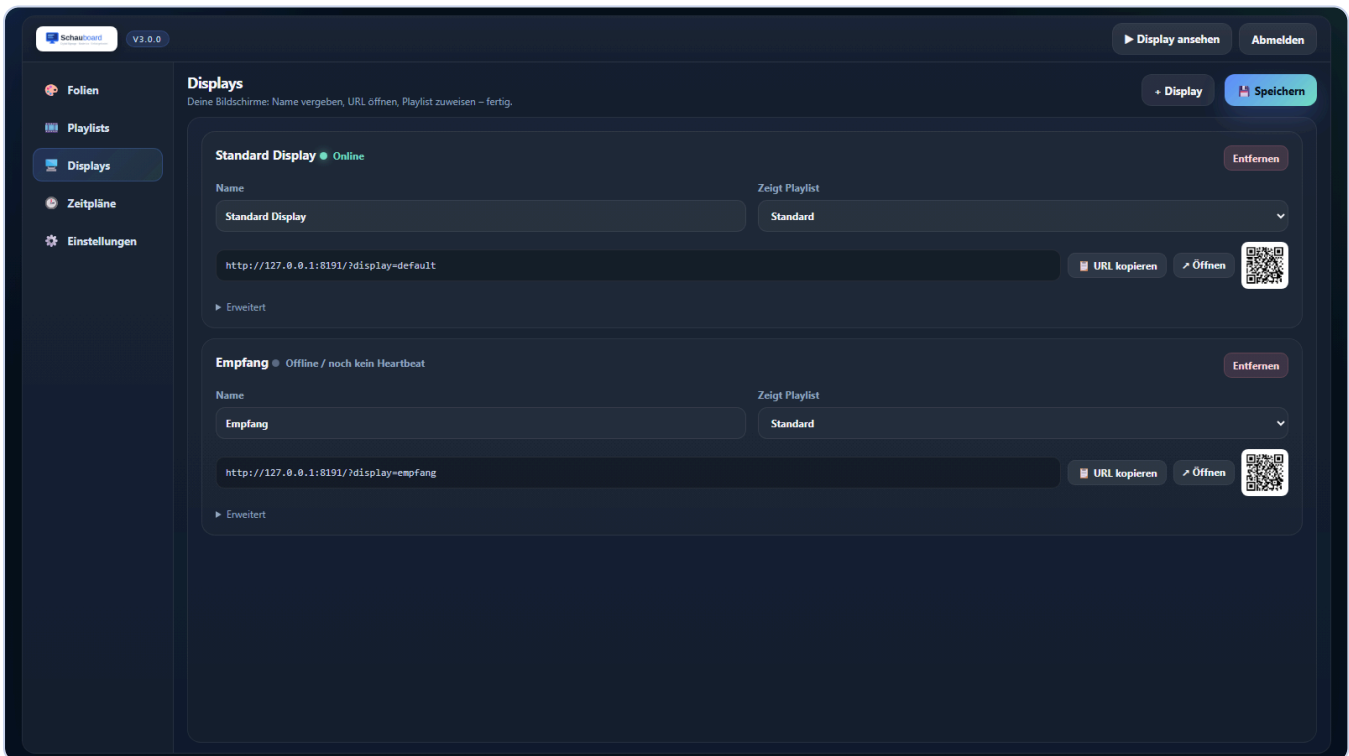 Schauboard
V3.0.0
▶ Display ansehen
Abmelden
Folien
Playlists
Displays
Zeitpläne
Einstellungen
Displays
Deine Bildschirme: Name vergeben, URL öffnen, Playlist zuweisen – fertig.
+ Display
Speichern
Standard Display
Online
Entfernen
Name
Zeigt Playlist
Standard Display
Standard
http://127.0.0.1:8191/?display=default
URL kopieren
↗ Öffnen
▶ Erweitert
Empfang
Offline / noch kein Heartbeat
Entfernen
Name
Zeigt Playlist
Empfang
Standard
http://127.0.0.1:8191/?display=empfang
URL kopieren
↗ Öffnen
▶ Erweitert